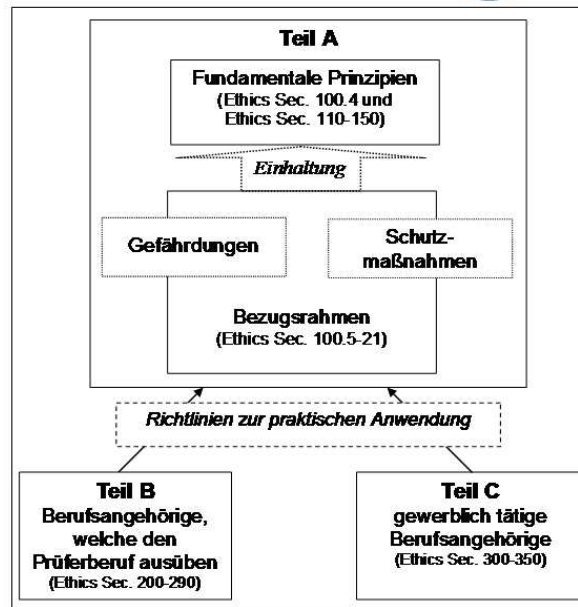 Teil A
Fundamentale Prinzipien
(Ethics Sec. 100.4 und
Ethics Sec. 110-150)
Einhaltung
Gefährdungen
Schutz-
maßnahmen
Bezugsrahmen
(Ethics Sec. 100.5-21)
Richtlinien zur praktischen Anwendung
Teil B
Berufsangehörige,
welche den
Prüferberuf ausüben
(Ethics Sec. 200-290)
Teil C
gewerblich tätige
Berufsangehörige
(Ethics Sec. 300-350)